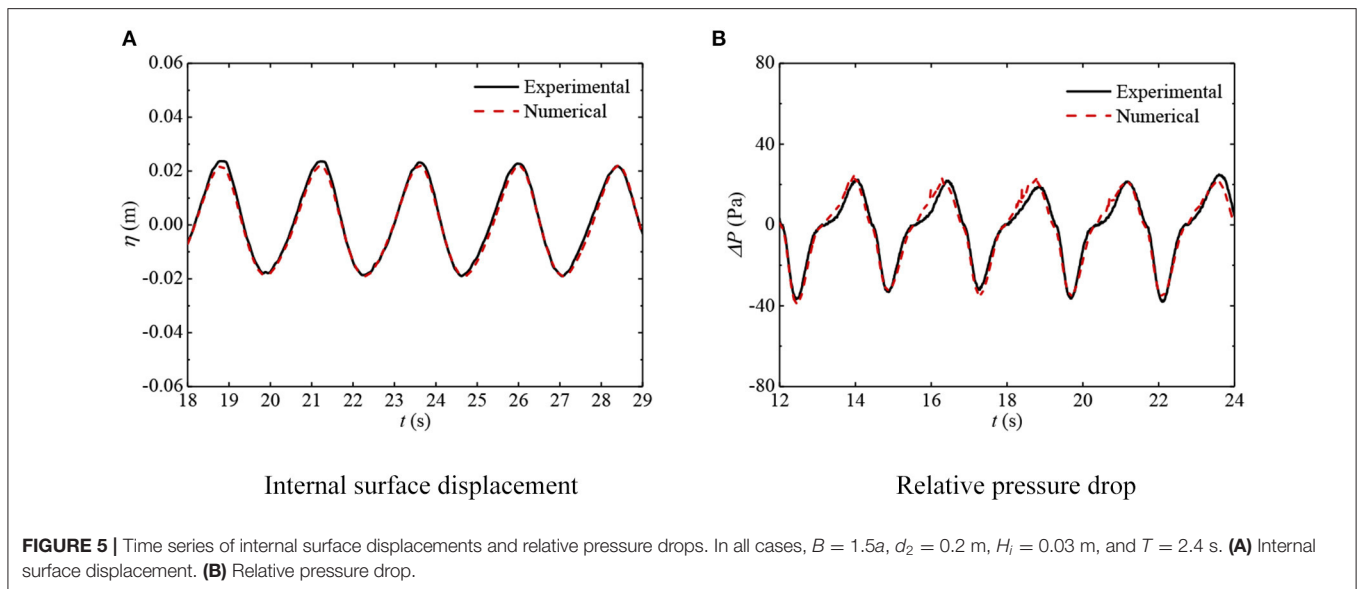 A
0.06
0.04
0.02
0.00
-0.02
-0.04
-0.06
η (m)
Experimental
Numerical
18 19 20 21 22 23 24 25 26 27 28 29
t (s)
Internal surface displacement
B
80
40
0
-40
-80
ΔP (Pa)
Experimental
Numerical
12 14 16 18 20 22 24
t (s)
Relative pressure drop
FIGURE 5 | Time series of internal surface displacements and relative pressure drops. In all cases, B = 1.5a, d₂ = 0.2 m, Hᵢ = 0.03 m, and T = 2.4 s. (A) Internal
surface displacement. (B) Relative pressure drop.